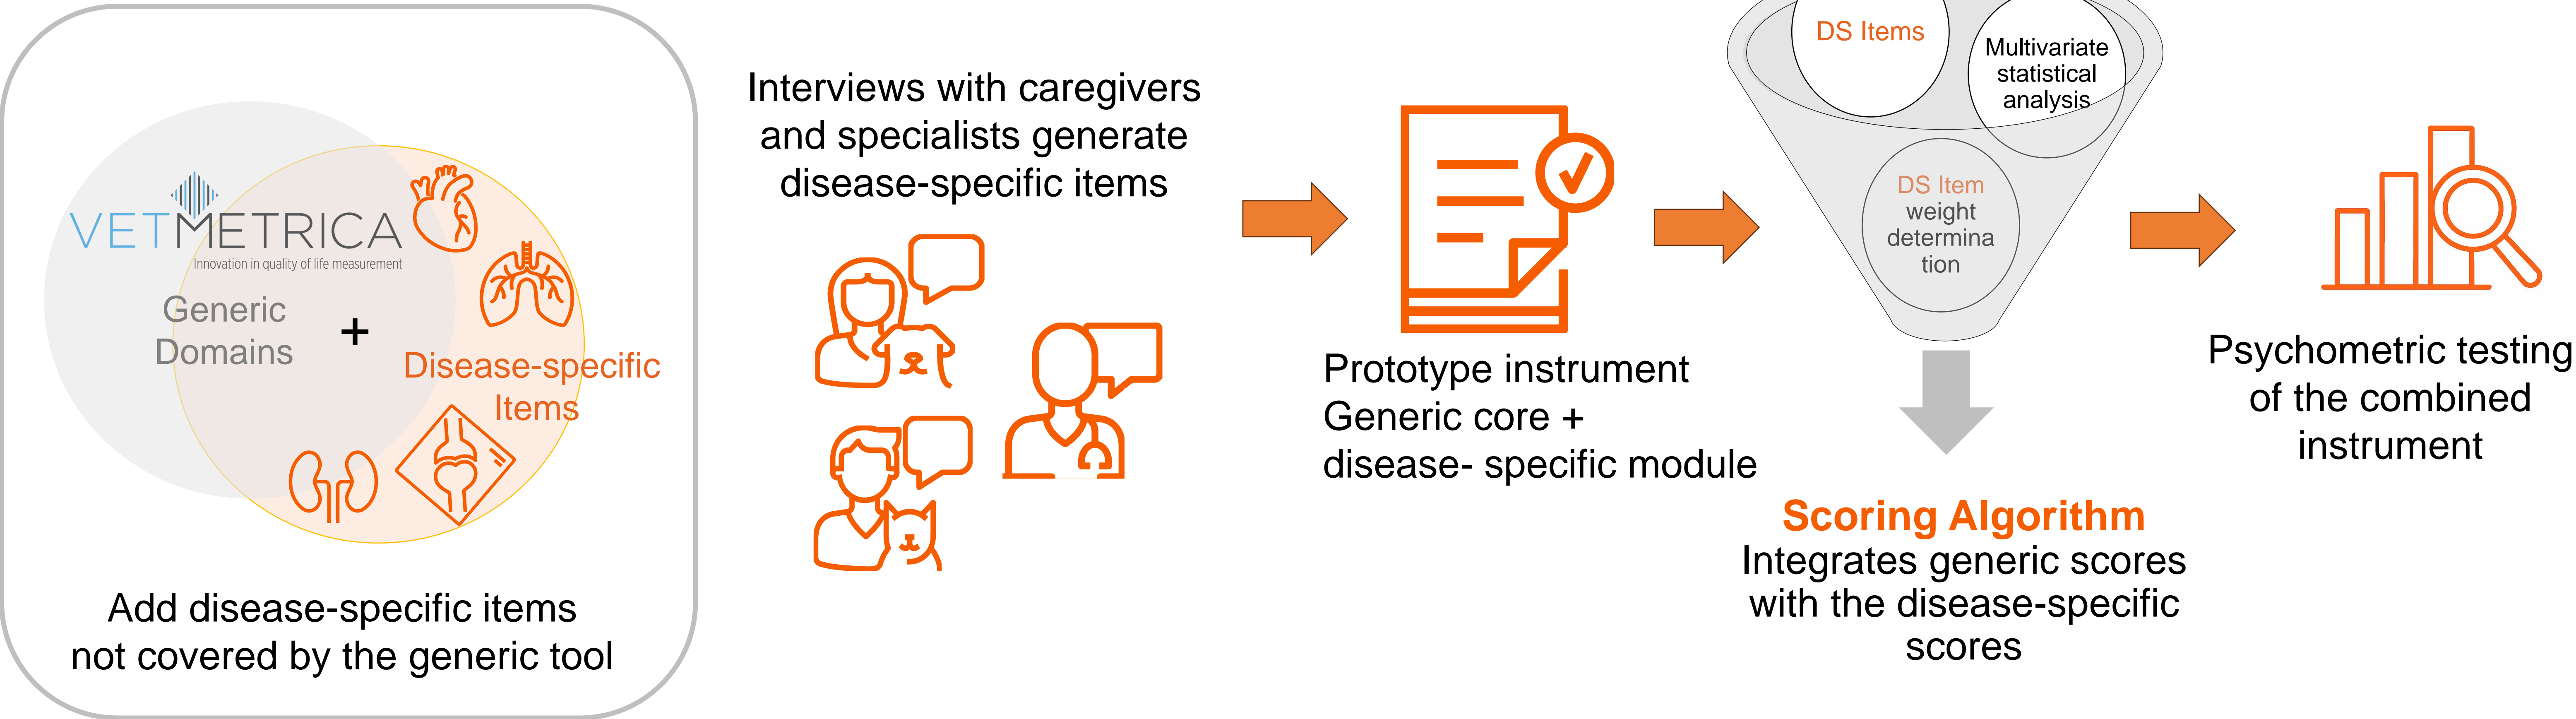 VETMETRICA
Innovation in quality of life measurement
Generic
Domains
+
Disease-specific
Items
Add disease-specific items
not covered by the generic tool
Interviews with caregivers
and specialists generate
disease-specific items
Prototype instrument
Generic core +
disease- specific module
DS Items
Multivariate
statistical
analysis
DS Item
weight
determina
tion
Scoring Algorithm
Integrates generic scores
with the disease-specific
scores
Psychometric testing
of the combined
instrument